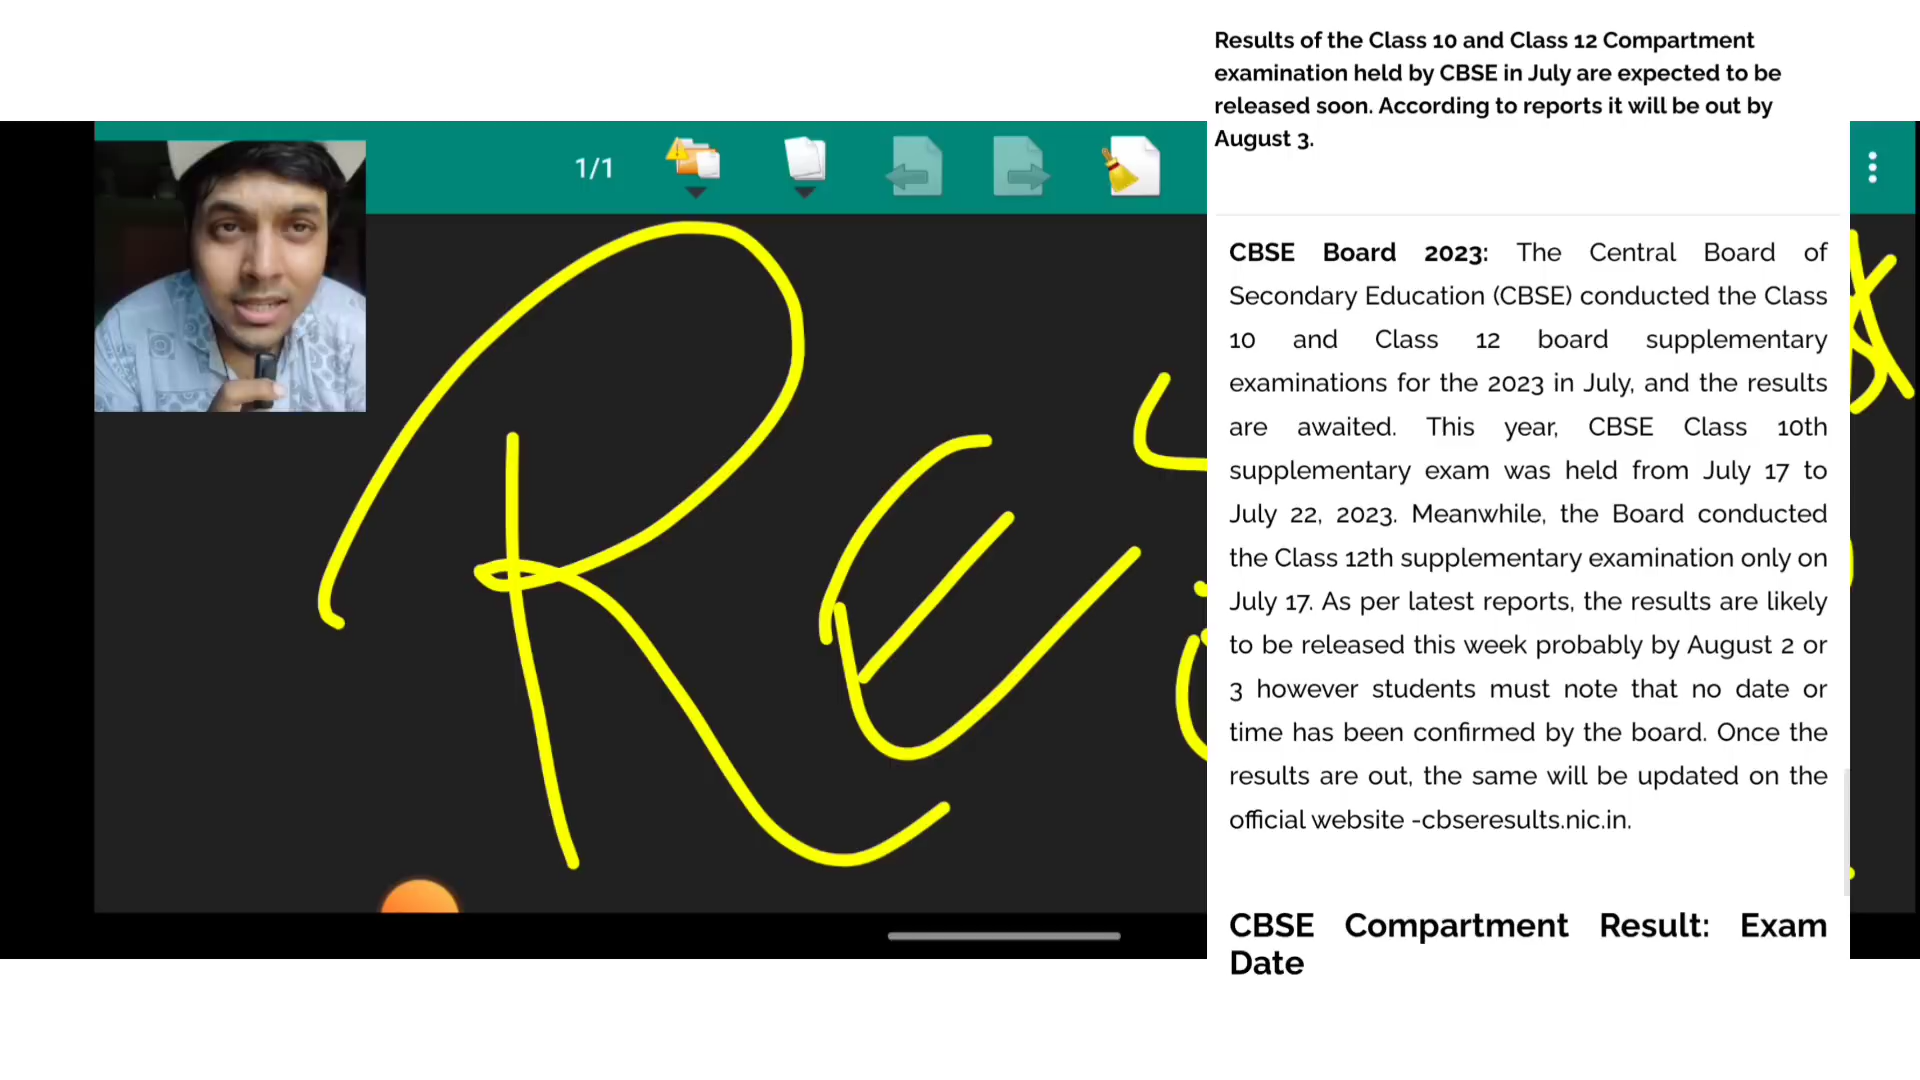 1/1
Re
Results of the Class 10 and Class 12 Compartment
examination held by CBSE in July are expected to be
released soon. According to reports it will be out by
August 3.
CBSE Board 2023: The Central Board of
Secondary Education (CBSE) conducted the Class
10 and Class 12 board supplementary
examinations for the 2023 in July, and the results
are awaited. This year, CBSE Class 10th
supplementary exam was held from July 17 to
July 22, 2023. Meanwhile, the Board conducted
the Class 12th supplementary examination only on
July 17. As per latest reports, the results are likely
to be released this week probably by August 2 or
3 however students must note that no date or
time has been confirmed by the board. Once the
results are out, the same will be updated on the
official website -cbseresults.nic.in.
CBSE Compartment Result: Exam
Date